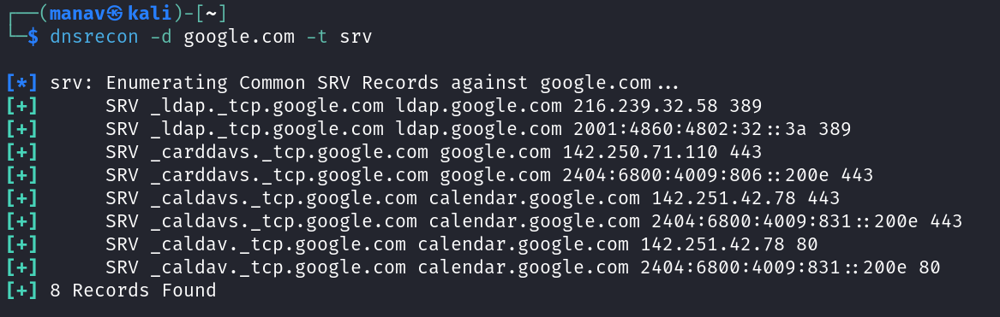 ┌──(manav㉿kali)-[~]
└─$ dnsrecon -d google.com -t srv
[*] srv: Enumerating Common SRV Records against google.com...
[+]      SRV _ldap._tcp.google.com ldap.google.com 216.239.32.58 389
[+]      SRV _ldap._tcp.google.com ldap.google.com 2001:4860:4802:32::3a 389
[+]      SRV _carddavs._tcp.google.com google.com 142.250.71.110 443
[+]      SRV _carddavs._tcp.google.com google.com 2404:6800:4009:806::200e 443
[+]      SRV _caldavs._tcp.google.com calendar.google.com 142.251.42.78 443
[+]      SRV _caldavs._tcp.google.com calendar.google.com 2404:6800:4009:831::200e 443
[+]      SRV _caldav._tcp.google.com calendar.google.com 142.251.42.78 80
[+]      SRV _caldav._tcp.google.com calendar.google.com 2404:6800:4009:831::200e 80
[+] 8 Records Found